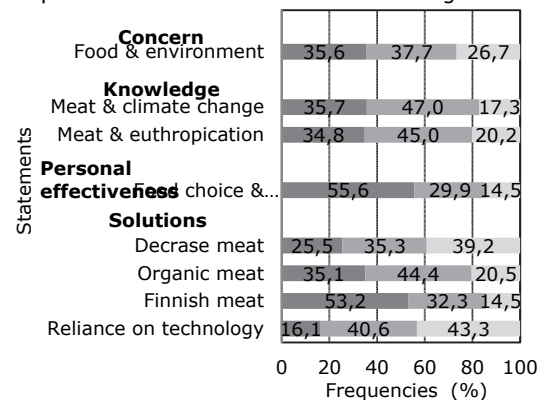 Concern
Food & environment 35,6 37,7 26,7
Knowledge
Meat & climate change 35,7 47,0 17,3
Meat & euthropication 34,8 45,0 20,2
Personal
effectiveness Food choice &... 55,6 29,9 14,5
Solutions
Decrase meat 25,5 35,3 39,2
Organic meat 35,1 44,4 20,5
Finnish meat 53,2 32,3 14,5
Reliance on technology 16,1 40,6 43,3
0 20 40 60 80 100
Frequencies (%)
Statements